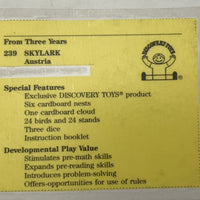 From Three Years
239 SKYLARK
Austria
DISCOVERY TOYS
Special Features
Exclusive DISCOVERY TOYS® product
Six cardboard nests
One cardboard cloud
24 birds and 24 stands
Three dice
Instruction booklet
Developmental Play Value
Stimulates pre-math skills
Expands pre-reading skills
Introduces problem-solving
Offers opportunities for use of rules